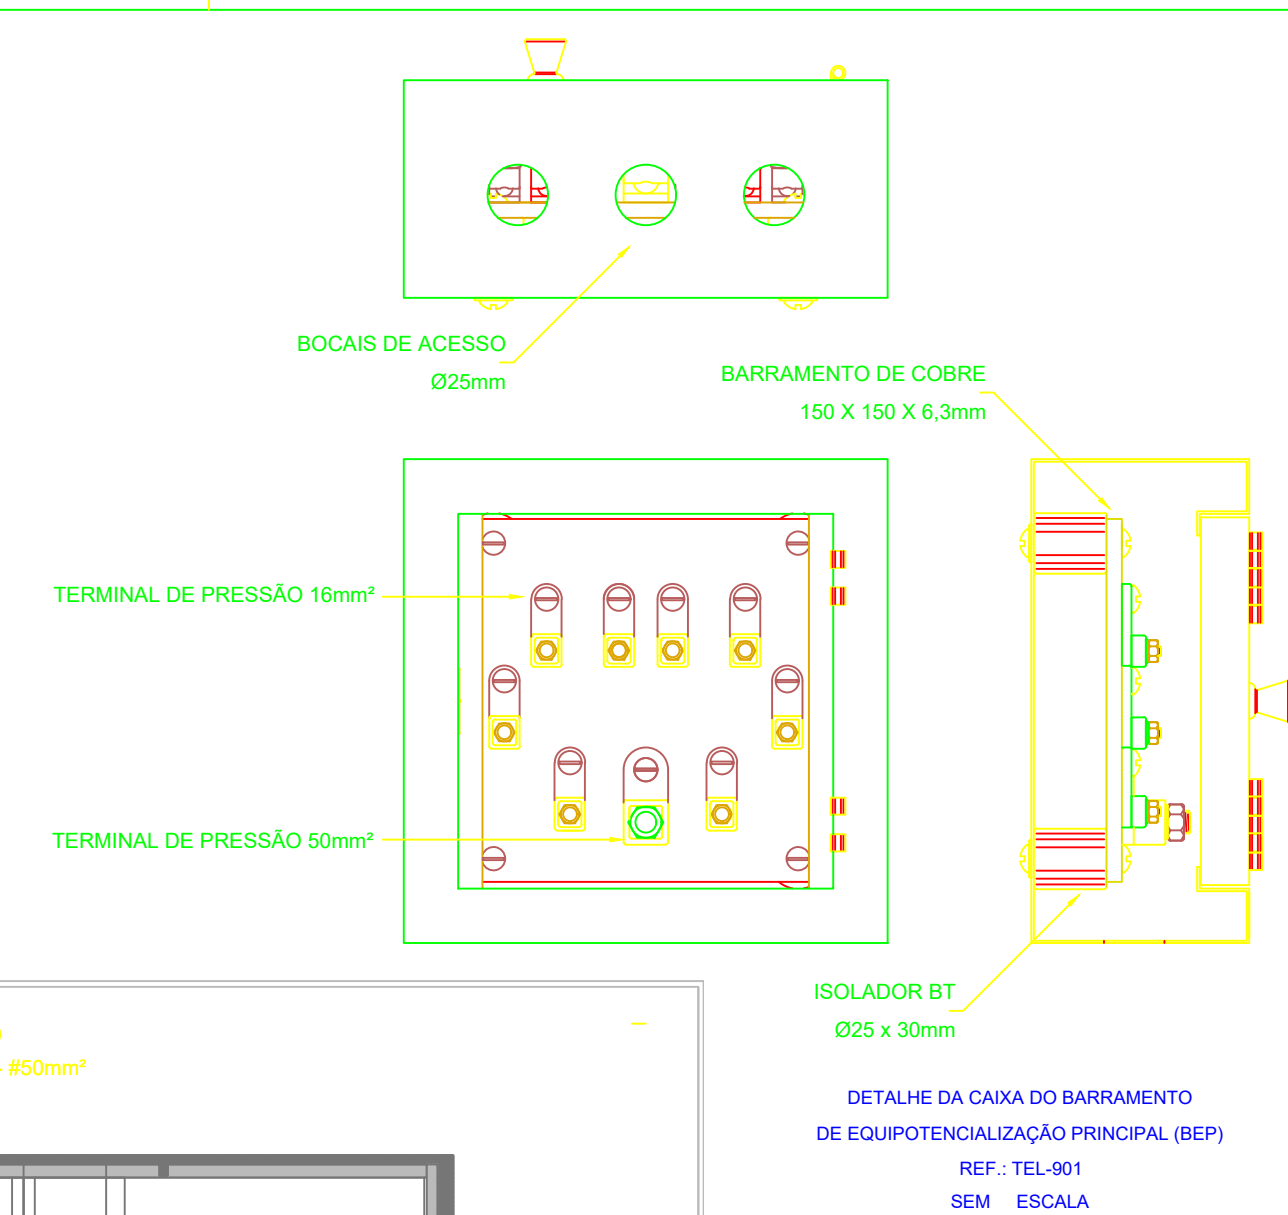 BOCAIS DE ACESSO
Ø25mm
BARRAMENTO DE COBRE
150 X 150 X 6,3mm
TERMINAL DE PRESSÃO 16mm²
TERMINAL DE PRESSÃO 50mm²
ISOLADOR BT
Ø25 x 30mm
#50mm²
DETALHE DA CAIXA DO BARRAMENTO
DE EQUIPOTENCIALIZAÇÃO PRINCIPAL (BEP)
REF.: TEL-901
SEM ESCALA